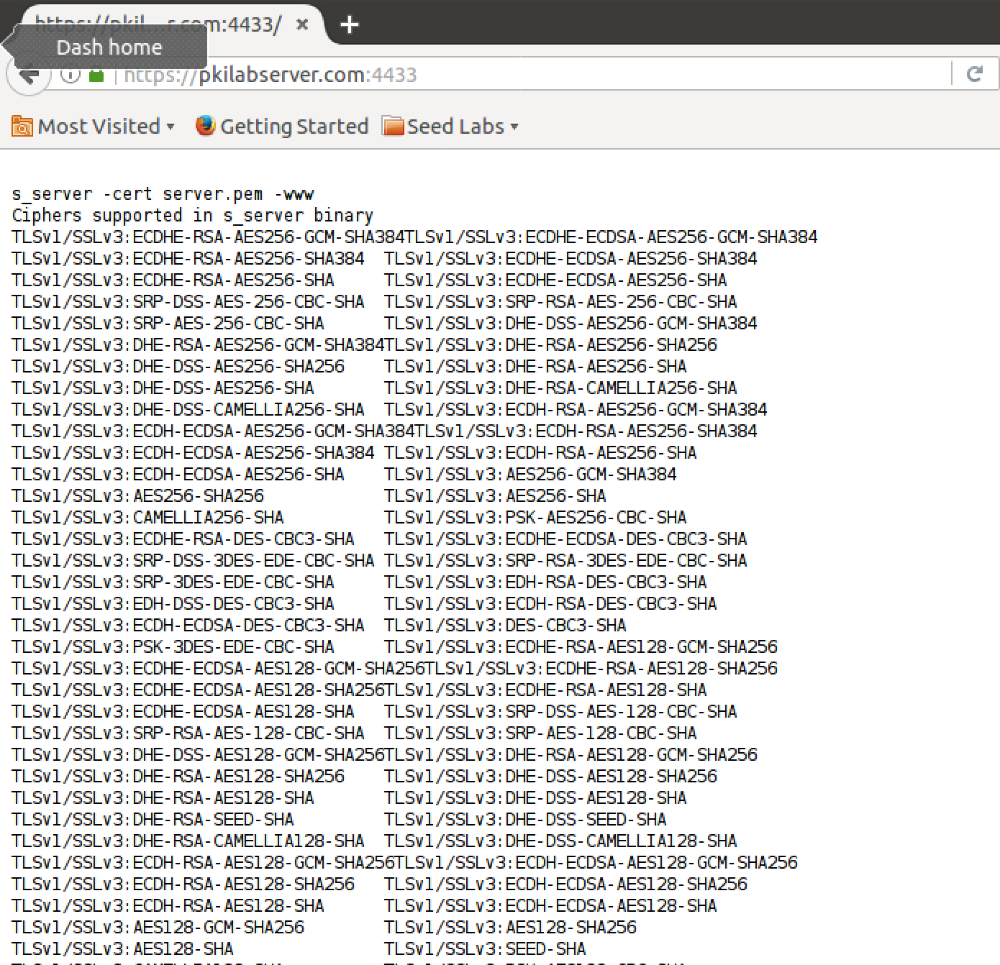 https://pkil...r.com:4433/
Dash home
https://pkilabserver.com:4433
Most Visited Getting Started Seed Labs
s_server -cert server.pem -www
Ciphers supported in s_server binary
TLSv1/SSLv3:ECDHE-RSA-AES256-GCM-SHA384TLSv1/SSLv3:ECDHE-ECDSA-AES256-GCM-SHA384
TLSv1/SSLv3:ECDHE-RSA-AES256-SHA384 TLSv1/SSLv3:ECDHE-ECDSA-AES256-SHA384
TLSv1/SSLv3:ECDHE-RSA-AES256-SHA TLSv1/SSLv3:ECDHE-ECDSA-AES256-SHA
TLSv1/SSLv3:SRP-DSS-AES-256-CBC-SHA TLSv1/SSLv3:SRP-RSA-AES-256-CBC-SHA
TLSv1/SSLv3:SRP-AES-256-CBC-SHA TLSv1/SSLv3:DHE-DSS-AES256-GCM-SHA384
TLSv1/SSLv3:DHE-RSA-AES256-GCM-SHA384TLSv1/SSLv3:DHE-RSA-AES256-SHA256
TLSv1/SSLv3:DHE-DSS-AES256-SHA256 TLSv1/SSLv3:DHE-RSA-AES256-SHA
TLSv1/SSLv3:DHE-DSS-AES256-SHA TLSv1/SSLv3:DHE-RSA-CAMELLIA256-SHA
TLSv1/SSLv3:DHE-DSS-CAMELLIA256-SHA TLSv1/SSLv3:ECDH-RSA-AES256-GCM-SHA384
TLSv1/SSLv3:ECDH-ECDSA-AES256-GCM-SHA384TLSv1/SSLv3:ECDH-RSA-AES256-SHA384
TLSv1/SSLv3:ECDH-ECDSA-AES256-SHA384 TLSv1/SSLv3:ECDH-RSA-AES256-SHA
TLSv1/SSLv3:ECDH-ECDSA-AES256-SHA TLSv1/SSLv3:AES256-GCM-SHA384
TLSv1/SSLv3:AES256-SHA256 TLSv1/SSLv3:AES256-SHA
TLSv1/SSLv3:CAMELLIA256-SHA TLSv1/SSLv3:PSK-AES256-CBC-SHA
TLSv1/SSLv3:ECDHE-RSA-DES-CBC3-SHA TLSv1/SSLv3:ECDHE-ECDSA-DES-CBC3-SHA
TLSv1/SSLv3:SRP-DSS-3DES-EDE-CBC-SHA TLSv1/SSLv3:SRP-RSA-3DES-EDE-CBC-SHA
TLSv1/SSLv3:SRP-3DES-EDE-CBC-SHA TLSv1/SSLv3:EDH-RSA-DES-CBC3-SHA
TLSv1/SSLv3:EDH-DSS-DES-CBC3-SHA TLSv1/SSLv3:ECDH-RSA-DES-CBC3-SHA
TLSv1/SSLv3:ECDH-ECDSA-DES-CBC3-SHA TLSv1/SSLv3:DES-CBC3-SHA
TLSv1/SSLv3:PSK-3DES-EDE-CBC-SHA TLSv1/SSLv3:ECDHE-RSA-AES128-GCM-SHA256
TLSv1/SSLv3:ECDHE-ECDSA-AES128-GCM-SHA256TLSv1/SSLv3:ECDHE-RSA-AES128-SHA256
TLSv1/SSLv3:ECDHE-ECDSA-AES128-SHA256TLSv1/SSLv3:ECDHE-RSA-AES128-SHA
TLSv1/SSLv3:ECDHE-ECDSA-AES128-SHA TLSv1/SSLv3:SRP-DSS-AES-128-CBC-SHA
TLSv1/SSLv3:SRP-RSA-AES-128-CBC-SHA TLSv1/SSLv3:SRP-AES-128-CBC-SHA
TLSv1/SSLv3:DHE-DSS-AES128-GCM-SHA256TLSv1/SSLv3:DHE-RSA-AES128-GCM-SHA256
TLSv1/SSLv3:DHE-RSA-AES128-SHA256 TLSv1/SSLv3:DHE-DSS-AES128-SHA256
TLSv1/SSLv3:DHE-RSA-AES128-SHA TLSv1/SSLv3:DHE-DSS-AES128-SHA
TLSv1/SSLv3:DHE-RSA-SEED-SHA TLSv1/SSLv3:DHE-DSS-SEED-SHA
TLSv1/SSLv3:DHE-RSA-CAMELLIA128-SHA TLSv1/SSLv3:DHE-DSS-CAMELLIA128-SHA
TLSv1/SSLv3:ECDH-RSA-AES128-GCM-SHA256TLSv1/SSLv3:ECDH-ECDSA-AES128-GCM-SHA256
TLSv1/SSLv3:ECDH-RSA-AES128-SHA256 TLSv1/SSLv3:ECDH-ECDSA-AES128-SHA256
TLSv1/SSLv3:ECDH-RSA-AES128-SHA TLSv1/SSLv3:ECDH-ECDSA-AES128-SHA
TLSv1/SSLv3:AES128-GCM-SHA256 TLSv1/SSLv3:AES128-SHA256
TLSv1/SSLv3:AES128-SHA TLSv1/SSLv3:SEED-SHA